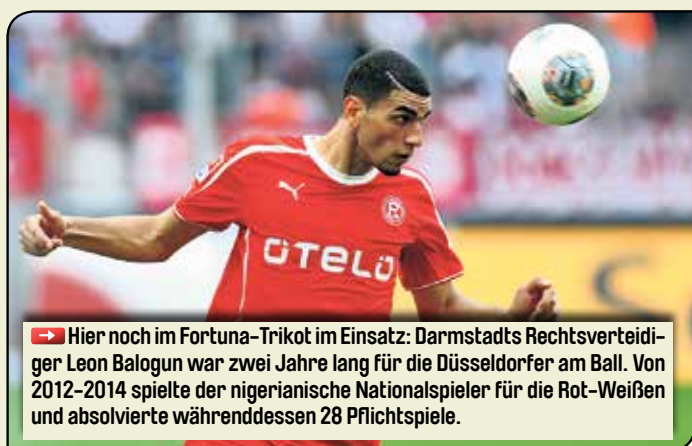 OTELO
Hier noch im Fortuna-Trikot im Einsatz: Darmstadts Rechtsverteidi-
ger Leon Balogun war zwei Jahre lang für die Düsseldorfer am Ball. Von
2012-2014 spielte der nigerianische Nationalspieler für die Rot-Weißen
und absolvierte währenddessen 28 Pflichtspiele.